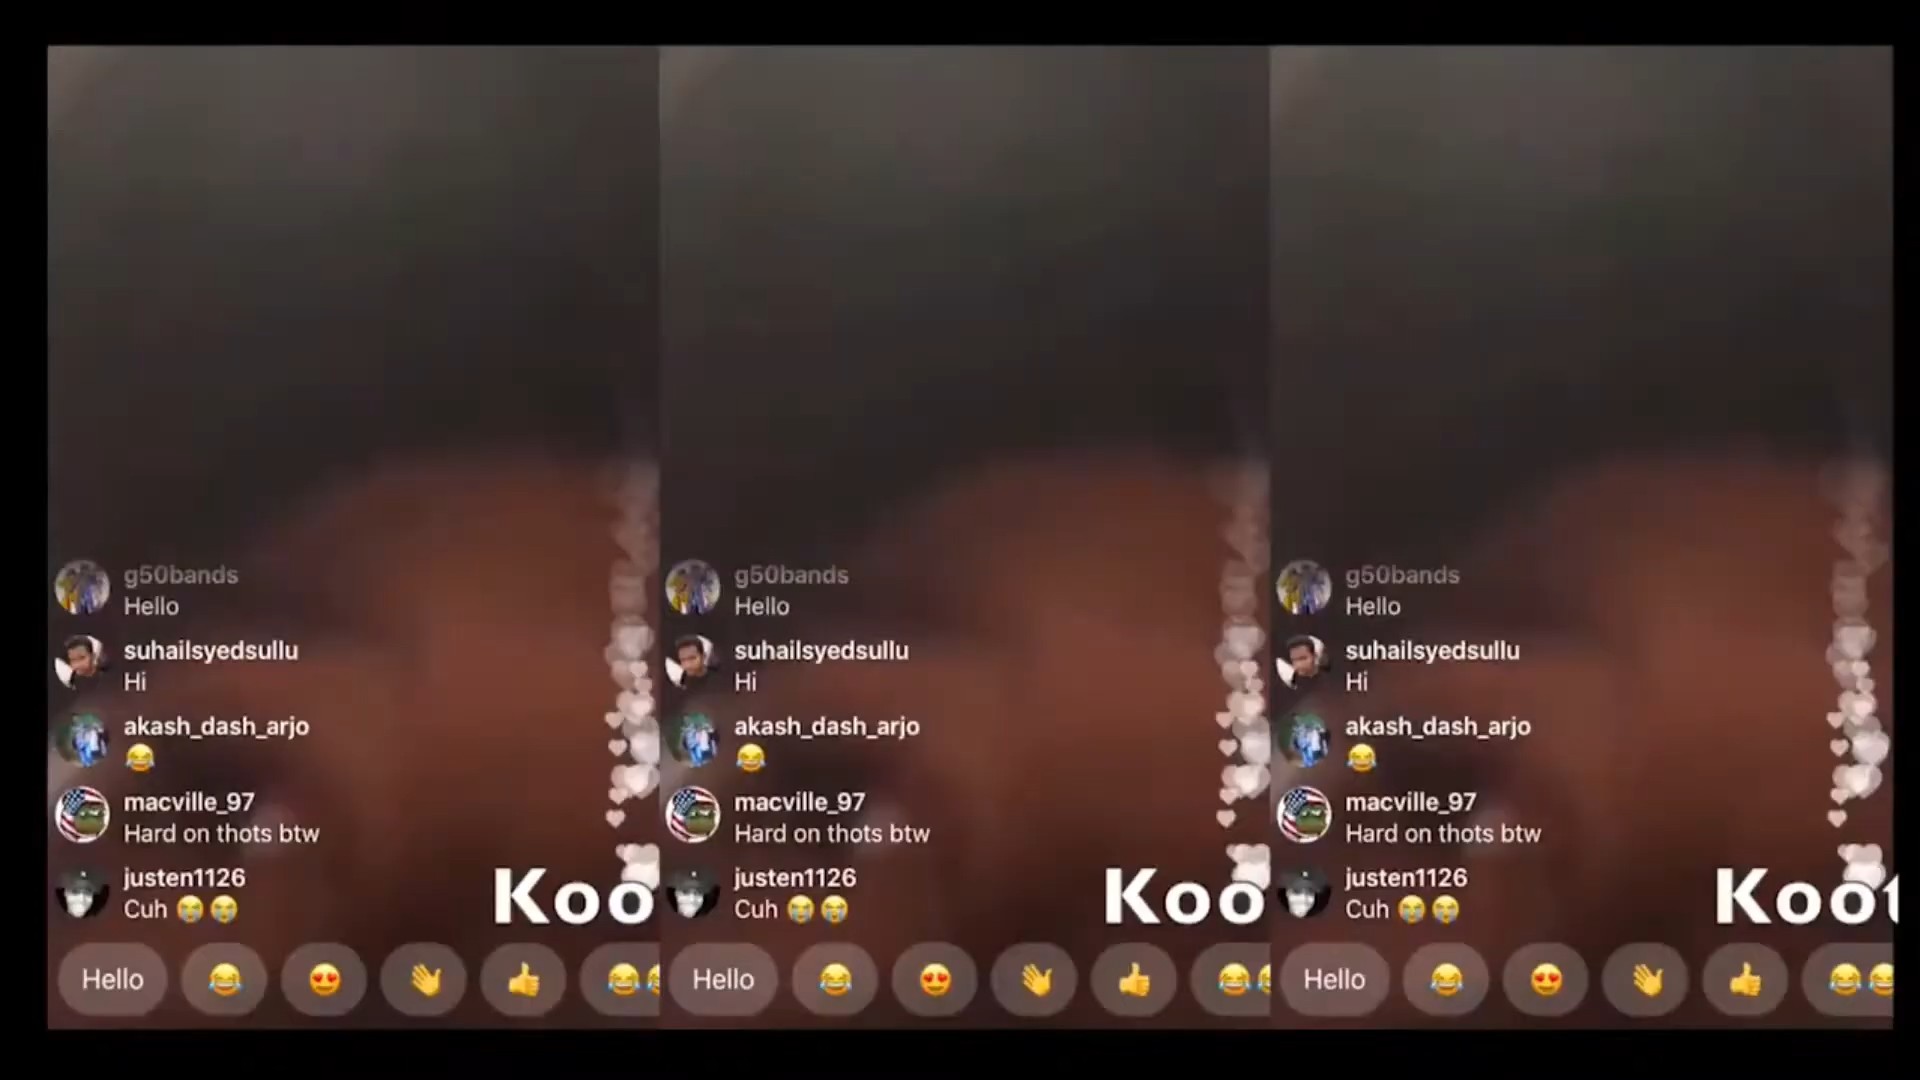 g50bands
Hello
suhailsyedsullu
Hi
akash_dash_arjo
😂
macville_97
Hard on thots btw
justen1126
Cuh 😭😭
Koo
Hello 😂 😍 👋 👍 😂
g50bands
Hello
suhailsyedsullu
Hi
akash_dash_arjo
😂
macville_97
Hard on thots btw
justen1126
Cuh 😭😭
Koo
Hello 😂 😍 👋 👍 😂
g50bands
Hello
suhailsyedsullu
Hi
akash_dash_arjo
😂
macville_97
Hard on thots btw
justen1126
Cuh 😭😭
Koot
Hello 😂 😍 👋 👍 😂😂